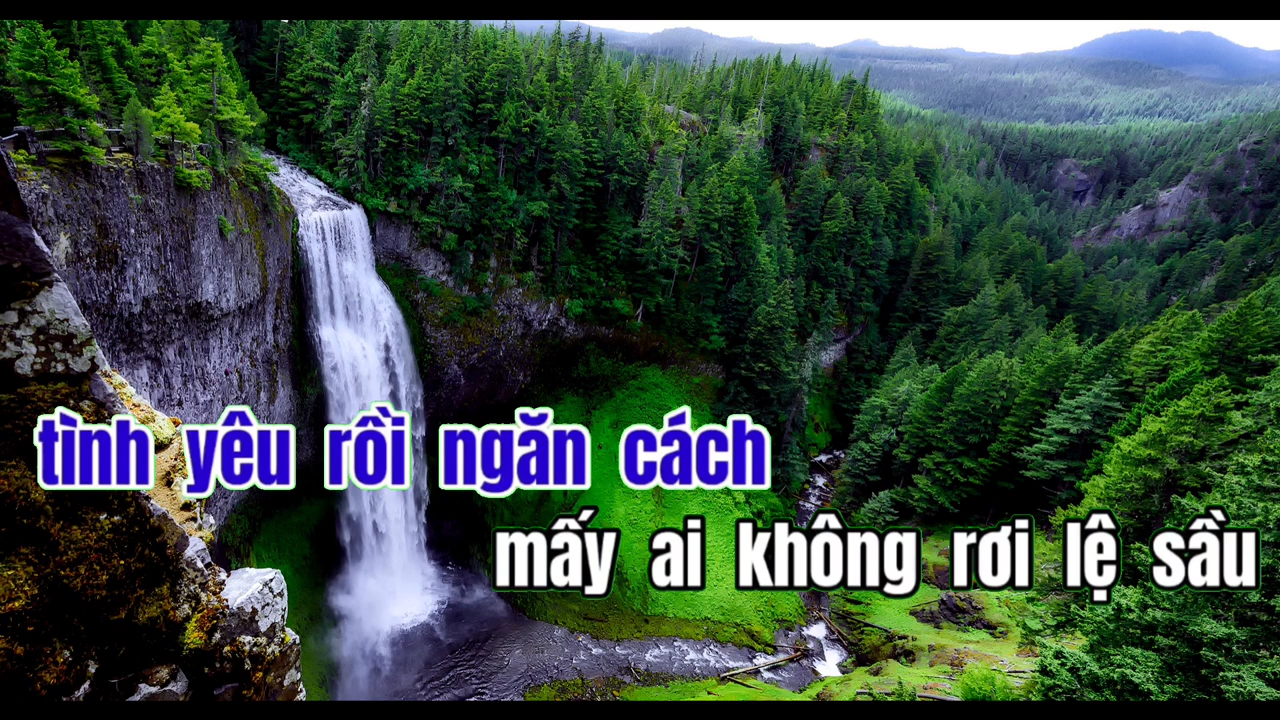 tình yêu rồi ngăn cách
mấy ai không rơi lệ sầu